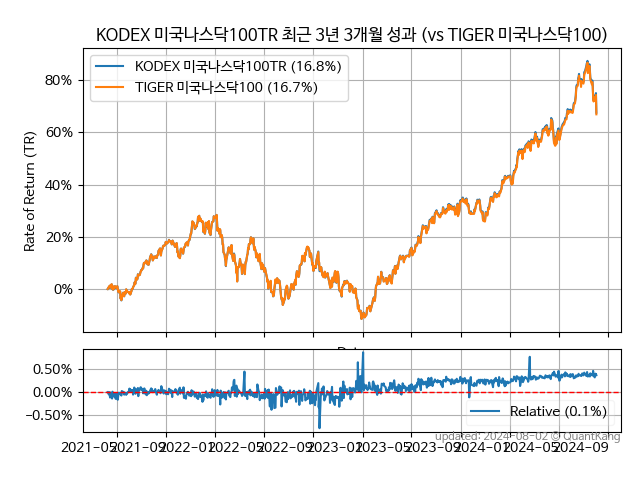 KODEX 미국나스닥100TR 최근 3년 3개월 성과 (vs TIGER 미국나스닥100)
KODEX 미국나스닥100TR (16.8%)
TIGER 미국나스닥100 (16.7%)
Rate of Return (TR)
80%
60%
40%
20%
0%
0.50%
0.00%
-0.50%
Relative (0.1%)
updated: 2024-08-02 © QuantKang
2021-05 2021-09 2022-01 2022-05 2022-09 2023-01 2023-05 2023-09 2024-01 2024-05 2024-09